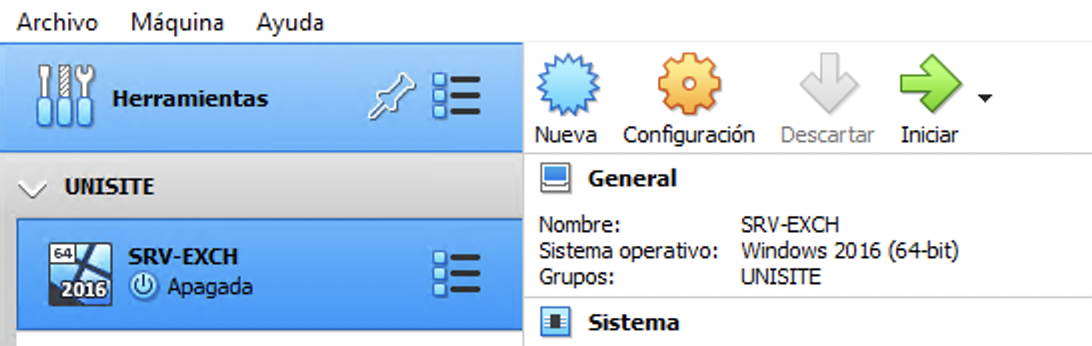 Archivo Máquina Ayuda
Herramientas
Nueva Configuración Descartar Iniciar
UNISITE
64
2016
SRV-EXCH
Apagada
General
Nombre: SRV-EXCH
Sistema operativo: Windows 2016 (64-bit)
Grupos: UNISITE
Sistema